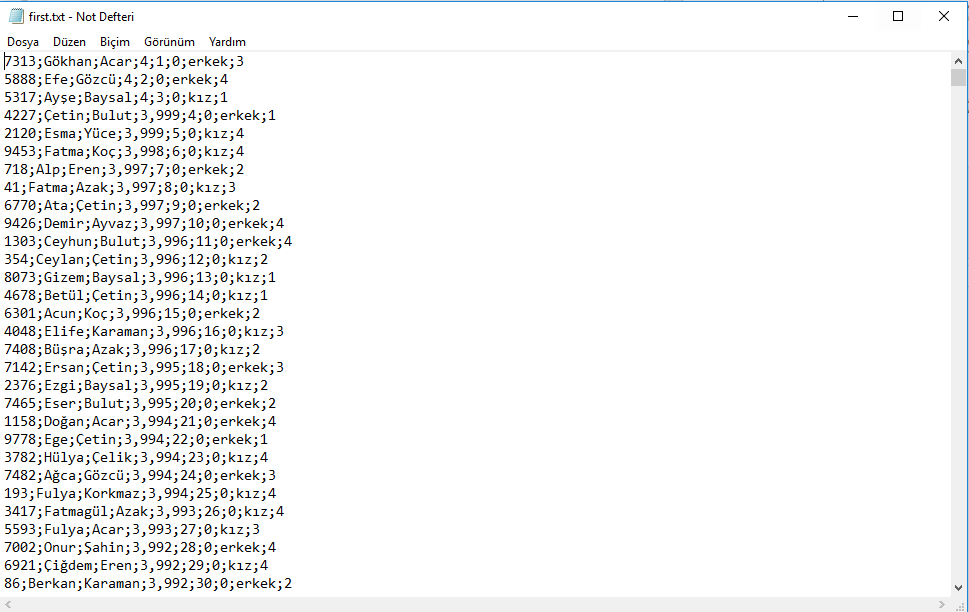 first.txt - Not Defteri
Dosya Düzen Biçim Görünüm Yardım
7313;Gökhan;Acar;4;1;0;erkek;3
5888;Efe;Gözcü;4;2;0;erkek;4
5317;Ayşe;Baysal;4;3;0;kız;1
4227;Çetin;Bulut;3,999;4;0;erkek;1
2120;Esma;Yüce;3,999;5;0;kız;4
9453;Fatma;Koç;3,998;6;0;kız;4
718;Alp;Eren;3,997;7;0;erkek;2
41;Fatma;Azak;3,997;8;0;kız;3
6770;Ata;Çetin;3,997;9;0;erkek;2
9426;Demir;Ayvaz;3,997;10;0;erkek;4
1303;Ceyhun;Bulut;3,996;11;0;erkek;4
354;Ceylan;Çetin;3,996;12;0;kız;2
8073;Gizem;Baysal;3,996;13;0;kız;1
4678;Betül;Çetin;3,996;14;0;kız;1
6301;Acun;Koç;3,996;15;0;erkek;2
4048;Elife;Karaman;3,996;16;0;kız;3
7408;Büşra;Azak;3,996;17;0;kız;2
7142;Ersan;Çetin;3,995;18;0;erkek;3
2376;Ezgi;Baysal;3,995;19;0;kız;2
7465;Eser;Bulut;3,995;20;0;erkek;2
1158;Doğan;Acar;3,994;21;0;erkek;4
9778;Ege;Çetin;3,994;22;0;erkek;1
3782;Hülya;Çelik;3,994;23;0;kız;4
7482;Ağca;Gözcü;3,994;24;0;erkek;3
193;Fulya;Korkmaz;3,994;25;0;kız;4
3417;Fatmagül;Azak;3,993;26;0;kız;4
5593;Fulya;Acar;3,993;27;0;kız;3
7002;Onur;Şahin;3,992;28;0;erkek;4
6921;Çiğdem;Eren;3,992;29;0;kız;4
86;Berkan;Karaman;3,992;30;0;erkek;2